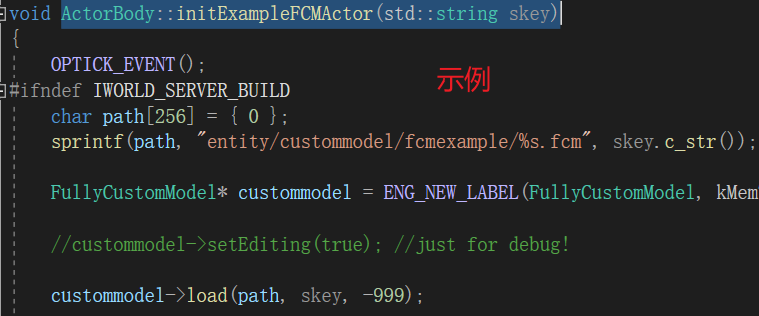 void ActorBody::initExampleFCMActor(std::string skey)
{
OPTICK_EVENT();
示例
#ifndef IWORLD_SERVER_BUILD
char path[256] = { 0 };
sprintf(path, "entity/custommodel/fcmexample/%s.fcm", skey.c_str());
FullyCustomModel* custommodel = ENG_NEW_LABEL(FullyCustomModel, kMem
//custommodel->setEditing(true); //just for debug!
custommodel->load(path, skey, -999);